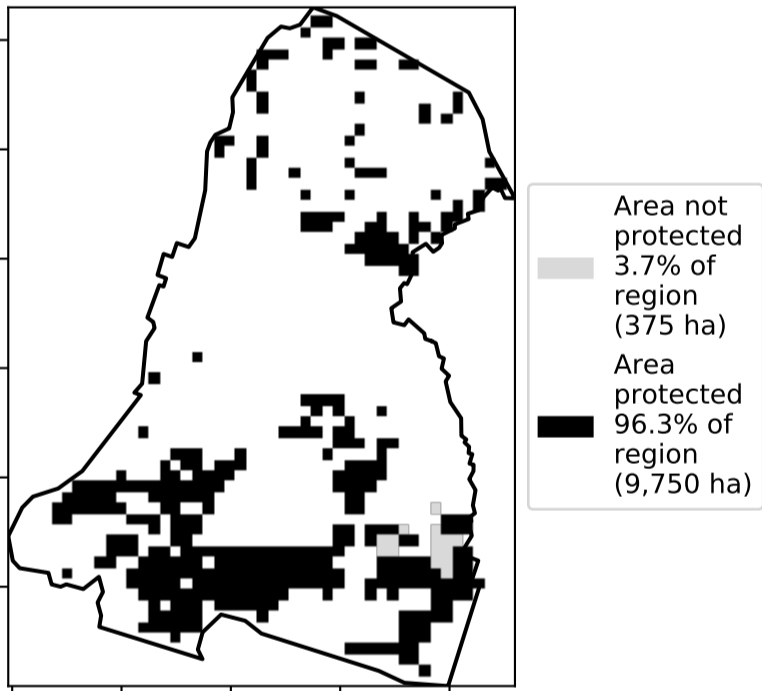 Area not
protected
3.7% of
region
(375 ha)
Area
protected
96.3% of
region
(9,750 ha)